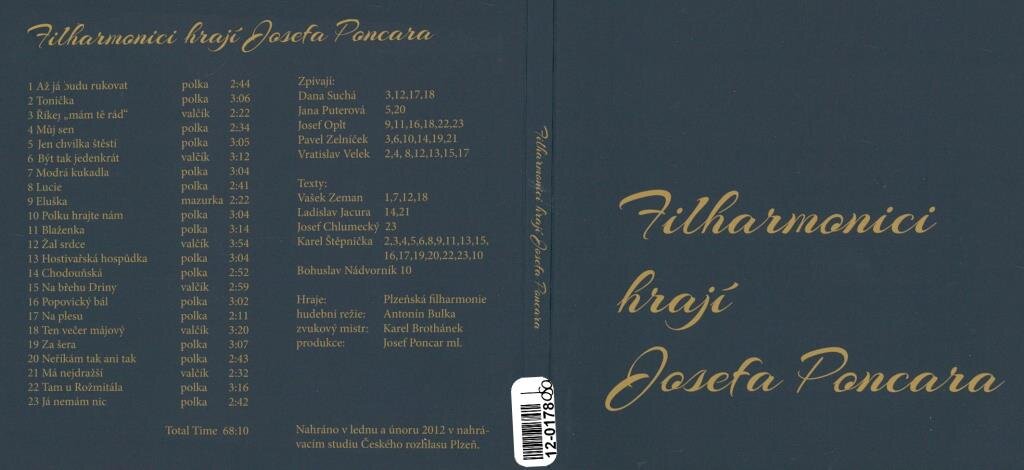 Filharmonici hrají Josefa Poncara
1 Až já budu rukovat polka 2:44
2 Tonička polka 3:06
3 Říkej „mám tě rád“ valčík 2:22
4 Můj sen polka 2:34
5 Jen chvilka štěstí polka 3:05
6 Být tak jedenkrát valčík 3:12
7 Modrá kukadla polka 3:04
8 Lucie polka 2:41
9 Eluška mazurka 2:22
10 Polku hrajte nám polka 3:04
11 Blaženka polka 3:14
12 Žal srdce valčík 3:54
13 Hostivařská hospůdka polka 3:04
14 Chodouňská polka 2:52
15 Na břehu Driny valčík 2:59
16 Popovický bál polka 3:02
17 Na plesu polka 2:11
18 Ten večer májový valčík 3:20
19 Za šera polka 3:07
20 Neříkám tak ani tak polka 2:43
21 Má nejdražší valčík 2:32
22 Tam u Rožmitála polka 3:16
23 Já nemám nic polka 2:42
Total Time 68:10
Zpívají:
Dana Suchá 3,12,17,18
Jana Puterová 5,20
Josef Oplt 9,11,16,18,22,23
Pavel Zelníček 3,6,10,14,19,21
Vratislav Velek 2,4, 8,12,13,15,17
Texty:
Vašek Zeman 1,7,12,18
Ladislav Jacura 14,21
Josef Chlumecký 23
Karel Štěpnička 2,3,4,5,6,8,9,11,13,15,
16,17,19,20,22,23,10
Bohuslav Nádvorník 10
Hraje: Plzeňská filharmonie
hudební režie: Antonín Bulka
zvukový mistr: Karel Brothánek
produkce: Josef Poncar ml.
Nahráno v lednu a únoru 2012 v nahrá-
vacím studiu Českého rozhlasu Plzeň.
Filharmonici hrají Josefa Poncara
12-017800
Filharmonici
hrají
Josefa Poncara